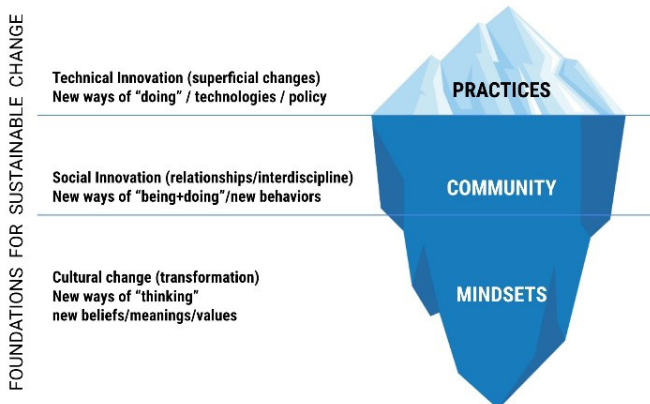 FOUNDATIONS FOR SUSTAINABLE CHANGE
Technical Innovation (superficial changes)
New ways of “doing” / technologies / policy
PRACTICES
Social Innovation (relationships/interdiscipline)
New ways of “being+doing”/new behaviors
COMMUNITY
Cultural change (transformation)
New ways of “thinking”
new beliefs/meanings/values
MINDSETS